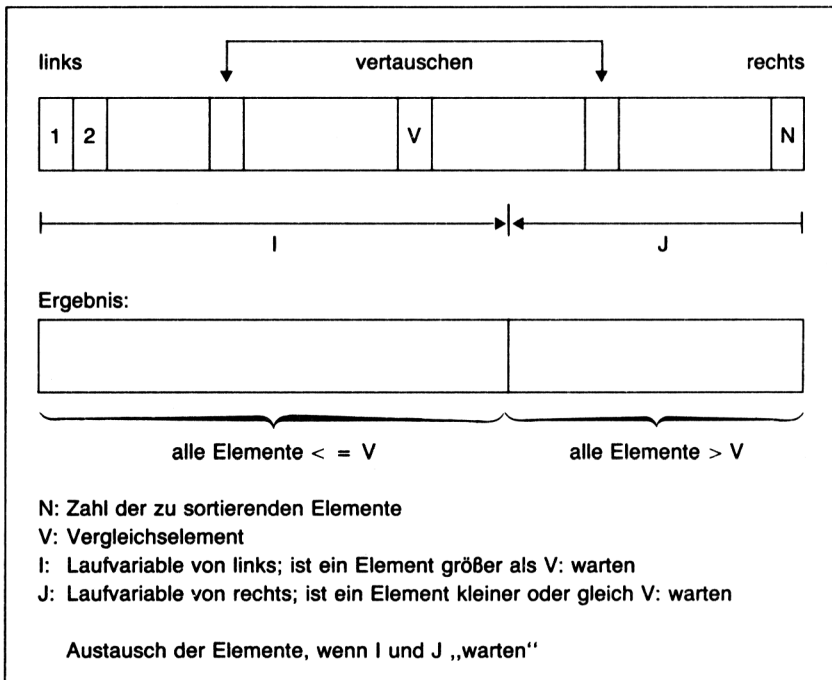 links vertauschen rechts
1 2 V N
I J
Ergebnis:
alle Elemente < = V alle Elemente > V
N: Zahl der zu sortierenden Elemente
V: Vergleichselement
I: Laufvariable von links; ist ein Element größer als V: warten
J: Laufvariable von rechts; ist ein Element kleiner oder gleich V: warten
Austausch der Elemente, wenn I und J „warten“